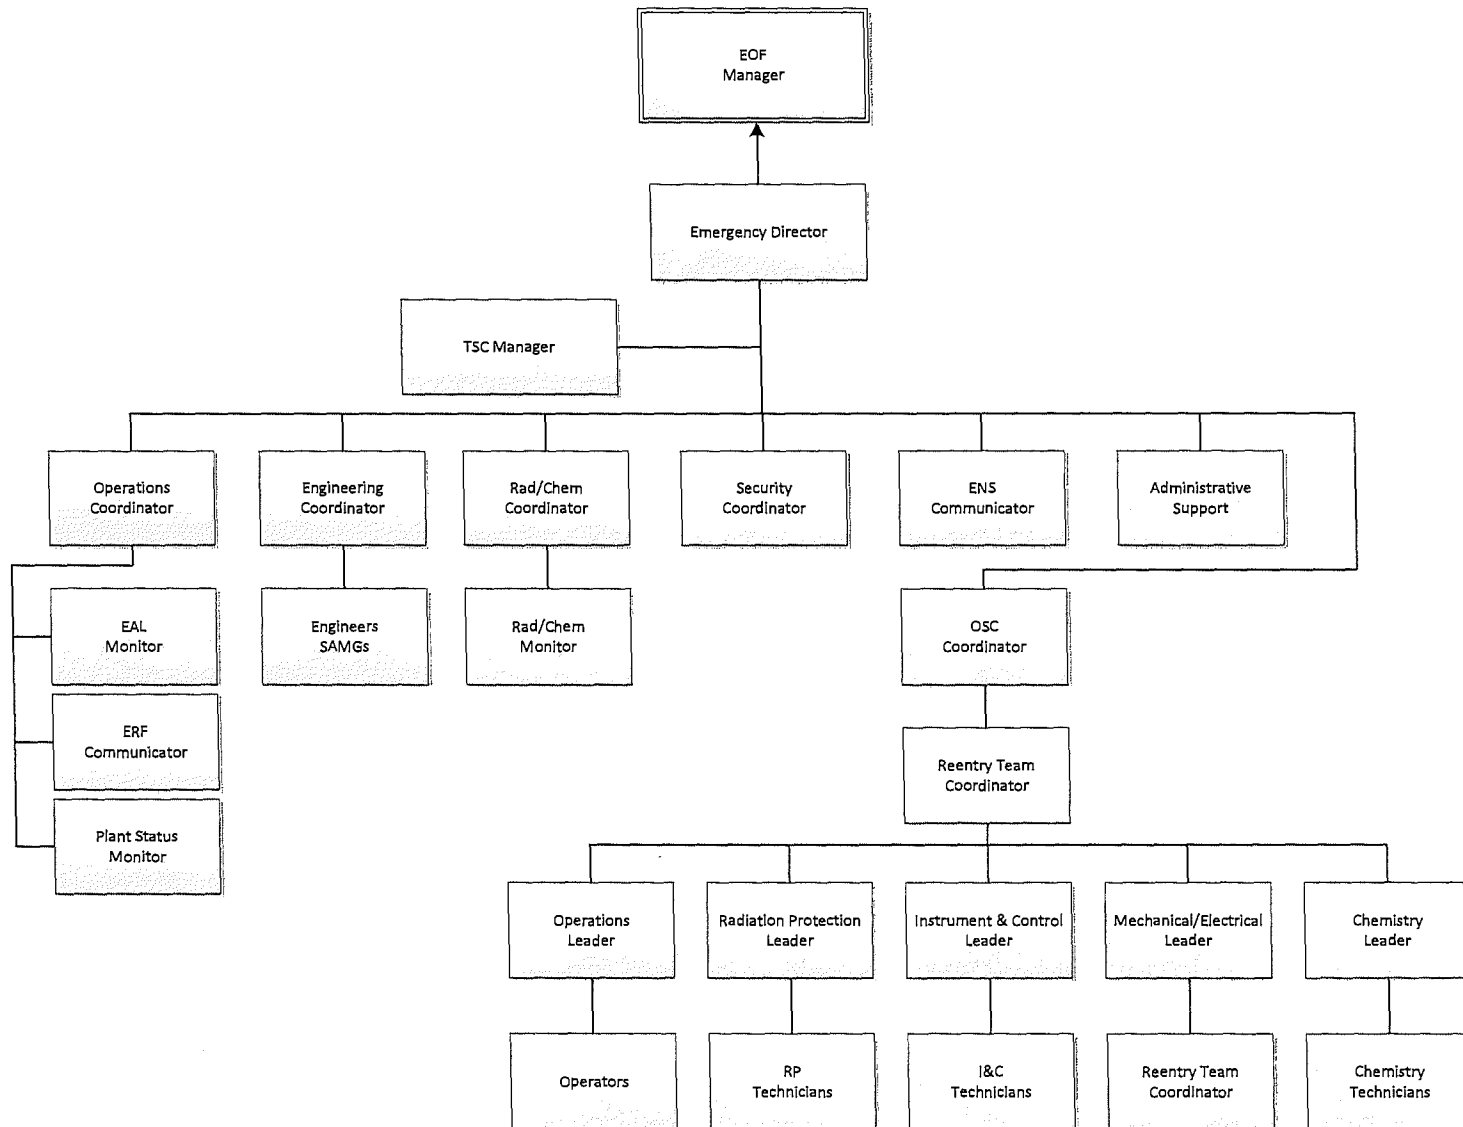 EOF
Manager
Emergency Director
TSC Manager
Operations
Coordinator
Engineering
Coordinator
Rad/Chem
Coordinator
Security
Coordinator
ENS
Communicator
Administrative
Support
EAL
Monitor
Engineers
SAMGs
Rad/Chem
Monitor
OSC
Coordinator
ERF
Communicator
Reentry Team
Coordinator
Plant Status
Monitor
Operations
Leader
Radiation Protection
Leader
Instrument & Control
Leader
Mechanical/Electrical
Leader
Chemistry
Leader
Operators
RP
Technicians
I&C
Technicians
Reentry Team
Coordinator
Chemistry
Technicians